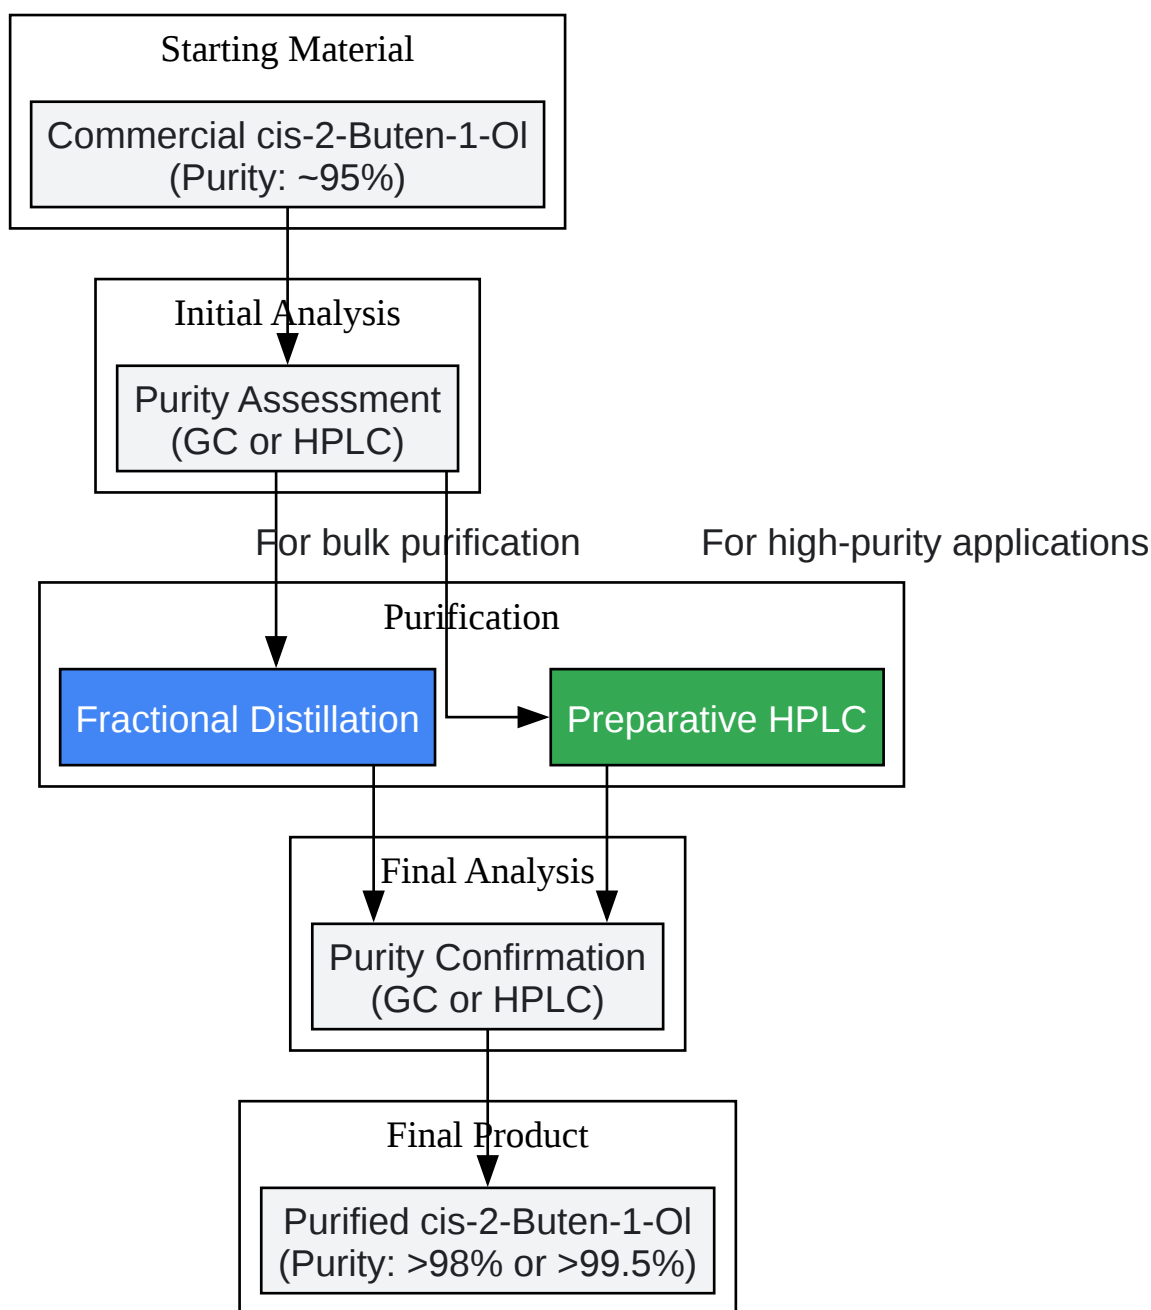 Starting Material
Commercial cis-2-Buten-1-Ol
(Purity: ~95%)
Initial Analysis
Purity Assessment
(GC or HPLC)
For bulk purification
For high-purity applications
Purification
Fractional Distillation
Preparative HPLC
Final Analysis
Purity Confirmation
(GC or HPLC)
Final Product
Purified cis-2-Buten-1-Ol
(Purity: >98% or >99.5%)